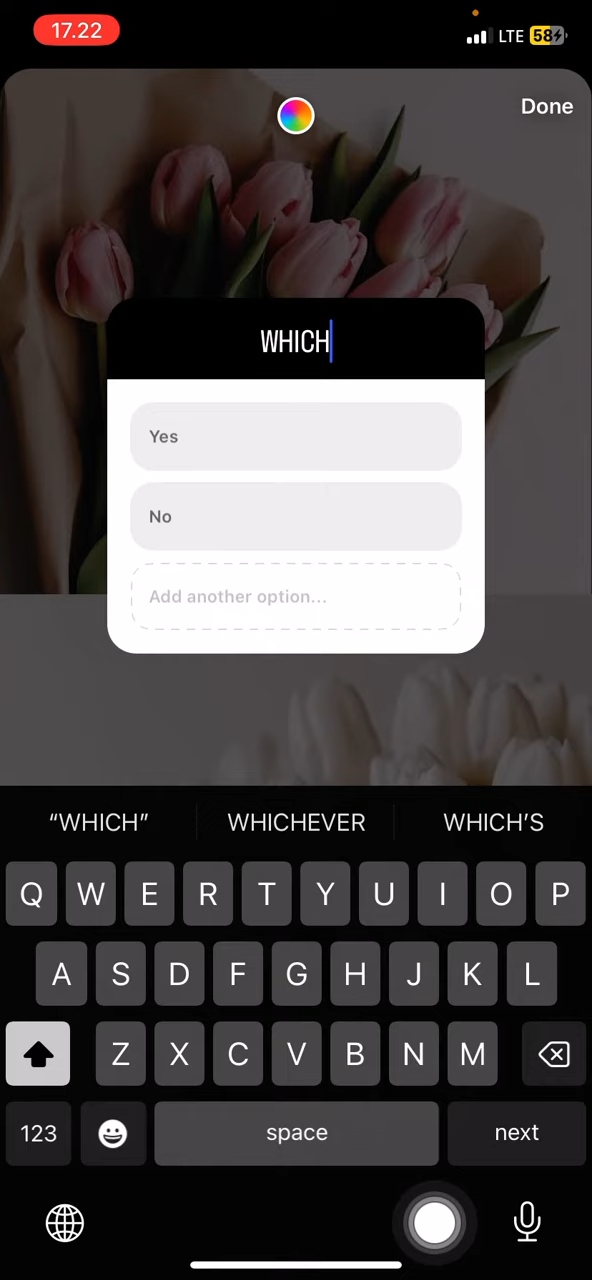 17.22
LTE 58
Done
WHICH
Yes
No
Add another option...
“WHICH” WHICHEVER WHICH’S
Q W E R T Y U I O P
A S D F G H J K L
Z X C V B N M
123 space next